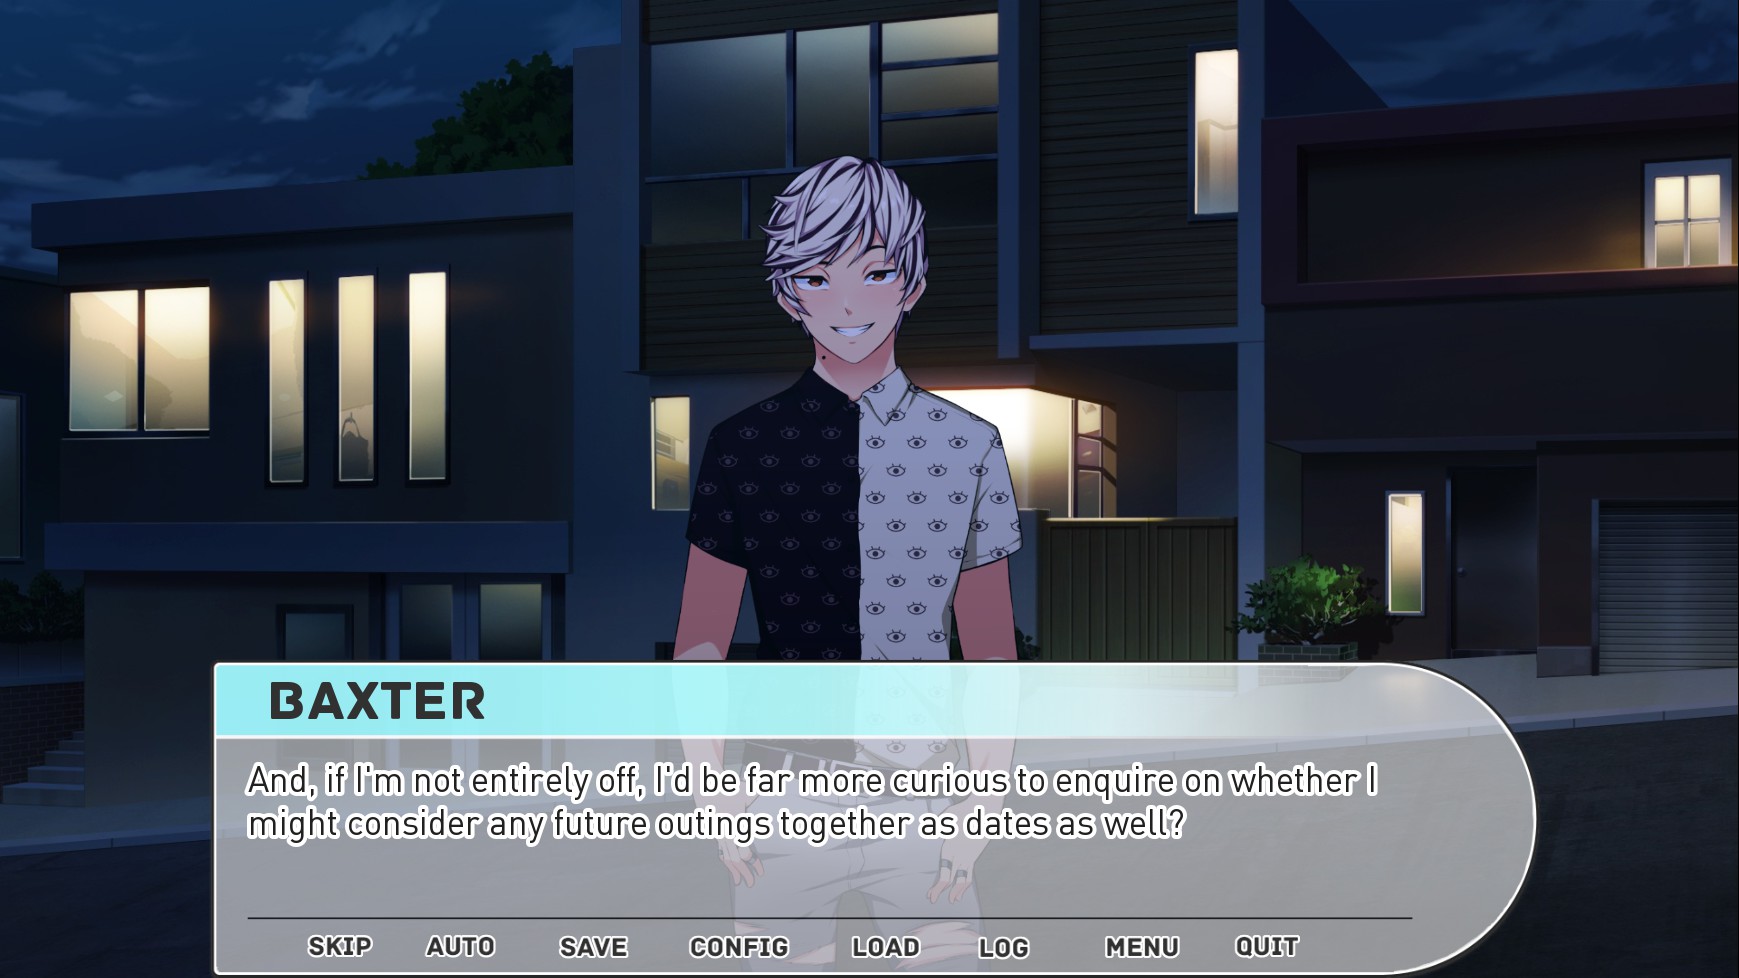 BAXTER
And, if I'm not entirely off, I'd be far more curious to enquire on whether I
might consider any future outings together as dates as well?
SKIP AUTO SAVE CONFIG LOAD LOG MENU QUIT